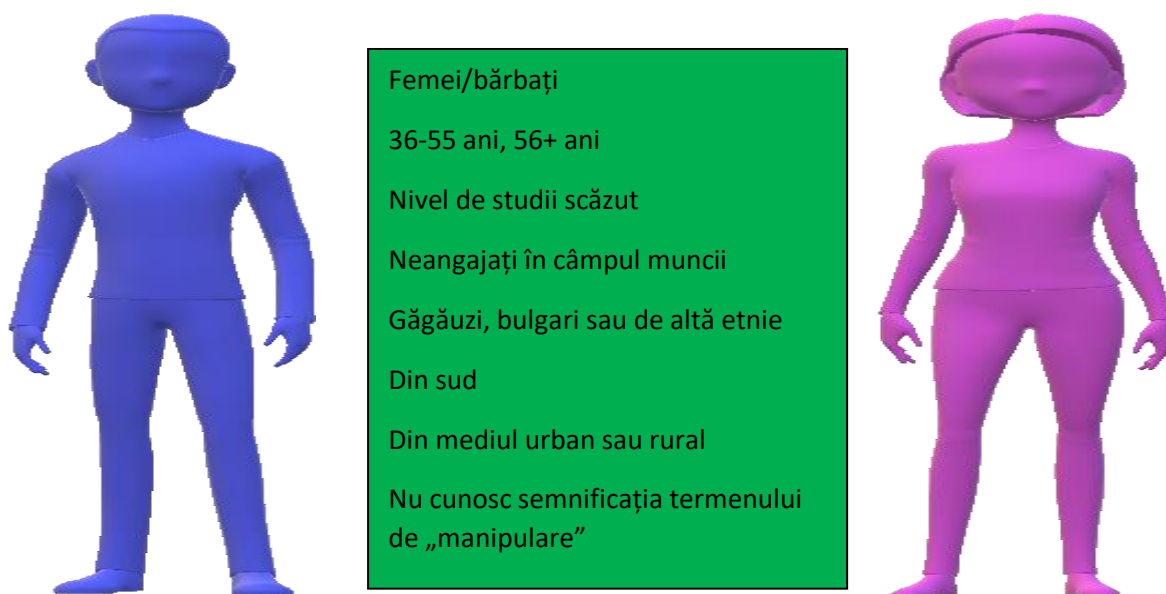 Femei/bărbați
36-55 ani, 56+ ani
Nivel de studii scăzut
Neangajați în câmpul muncii
Găgăuzi, bulgari sau de altă etnie
Din sud
Din mediul urban sau rural
Nu cunosc semnificația termenului
de „manipulare”